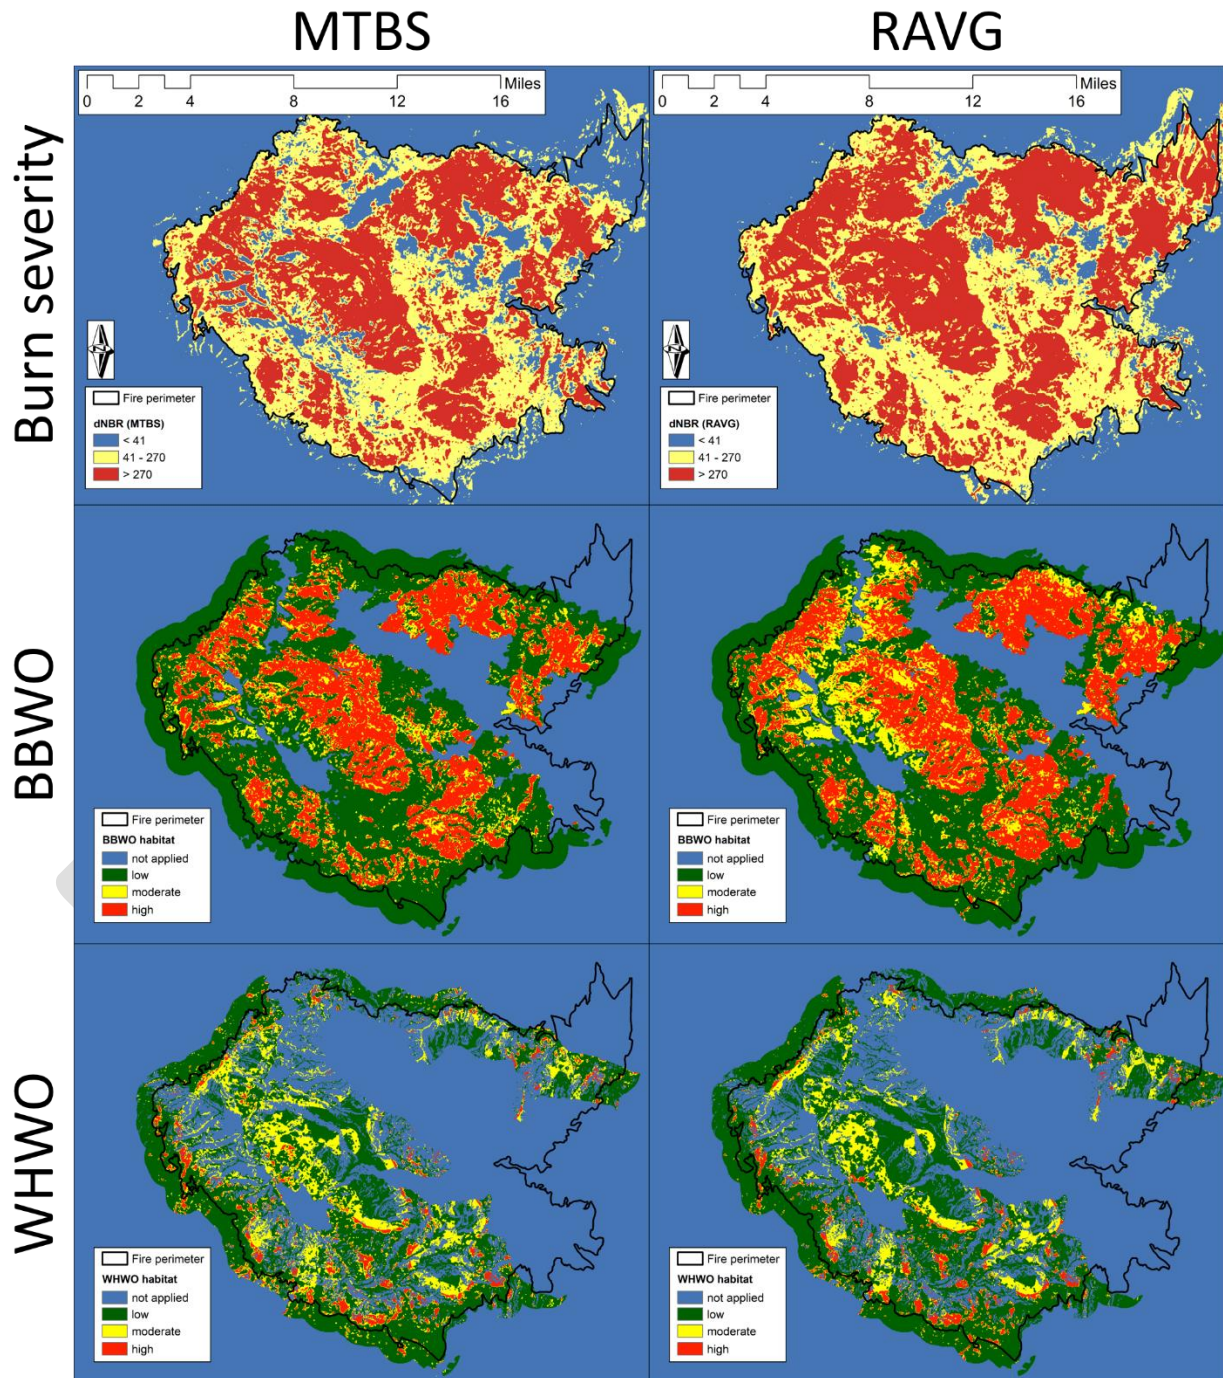 MTBS
RAVG
Burn severity
Miles
0 2 4 8 12 16
Fire perimeter
dNBR (MTBS)
< 41
41 - 270
> 270
Miles
0 2 4 8 12 16
Fire perimeter
dNBR (RAVG)
< 41
41 - 270
> 270
BBWO
Fire perimeter
BBWO habitat
not applied
low
moderate
high
Fire perimeter
BBWO habitat
not applied
low
moderate
high
WHWO
Fire perimeter
WHWO habitat
not applied
low
moderate
high
Fire perimeter
WHWO habitat
not applied
low
moderate
high